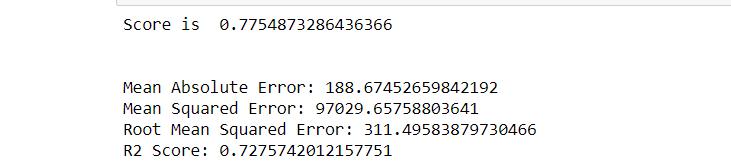 Score is  0.7754873286436366
Mean Absolute Error: 188.67452659842192
Mean Squared Error: 97029.65758803641
Root Mean Squared Error: 311.49583879730466
R2 Score: 0.7275742012157751